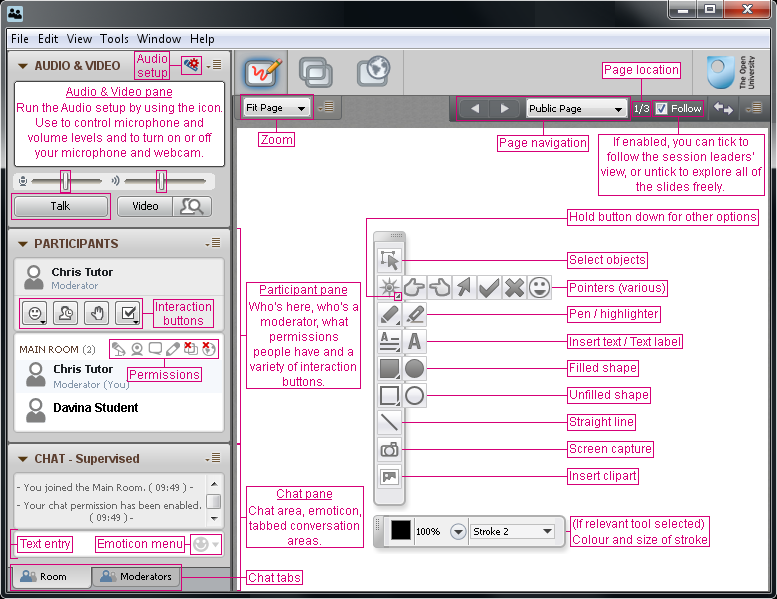 File Edit View Tools Window Help
AUDIO & VIDEO
Audio
setup
Audio & Video pane
Run the Audio setup by using the icon.
Use to control microphone and
volume levels and to turn on or off
your microphone and webcam.
Talk
Video
The Open
University
Fit Page
Zoom
Page location
Public Page
1/3
Follow
Page navigation
If enabled, you can tick to
follow the session leaders'
view, or untick to explore all of
the slides freely.
PARTICIPANTS
Chris Tutor
Moderator
Interaction
buttons
MAIN ROOM (2)
Permissions
Chris Tutor
Moderator (You)
Davina Student
Participant pane
Who's here, who's a
moderator, what
permissions
people have and a
variety of interaction
buttons.
Hold button down for other options
Select objects
Pointers (various)
Pen / highlighter
A
A
Insert text / Text label
Filled shape
Unfilled shape
Straight line
Screen capture
Insert clipart
CHAT - Supervised
- You joined the Main Room. ( 09:49 ) -
- Your chat permission has been enabled.
( 09:49 ) -
Text entry
Emoticon menu
Chat pane
Chat area, emoticon,
tabbed conversation
areas.
100%
Stroke 2
(If relevant tool selected)
Colour and size of stroke
Room
Moderators
Chat tabs